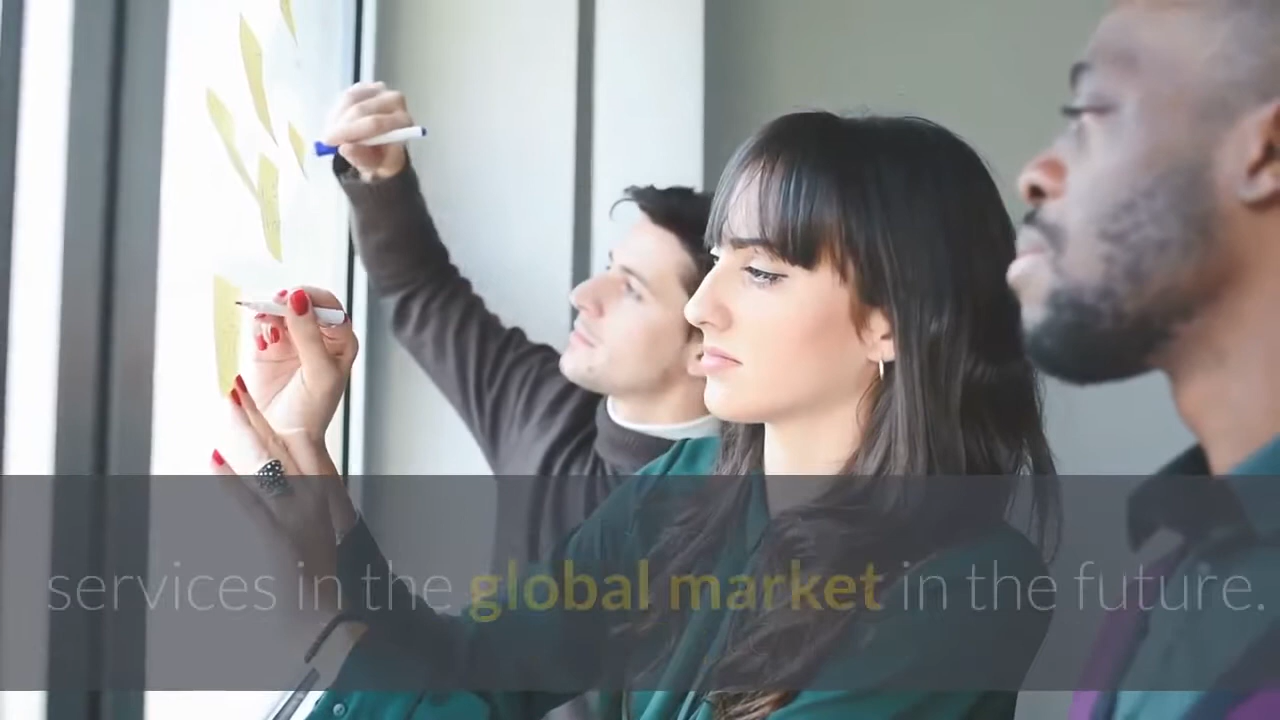 services in the global market in the future.